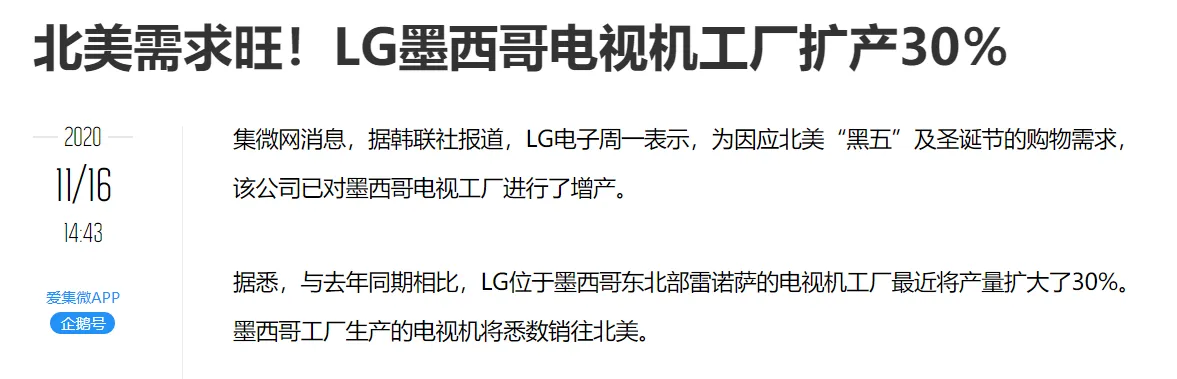 北美需求旺！LG墨西哥电视机工厂扩产30%
2020
11/16
14:43
爱集微APP
企鹅号
集微网消息，据韩联社报道，LG电子周一表示，为因应北美“黑五”及圣诞节的购物需求，
该公司已对墨西哥电视工厂进行了增产。
据悉，与去年同期相比，LG位于墨西哥东北部雷诺萨的电视机工厂最近将产量扩大了30%。
墨西哥工厂生产的电视机将悉数销往北美。